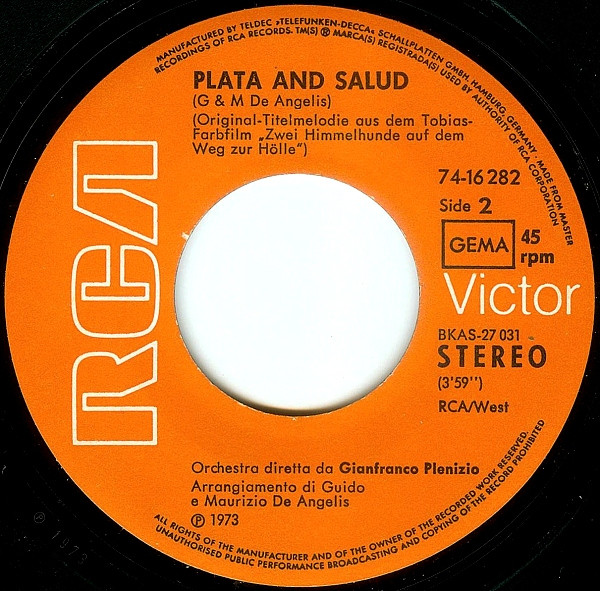 MANUFACTURED BY TELDEC »TELEFUNKEN-DECCA« SCHALLPLATTEN GMBH, HAMBURG, GERMANY · MADE FROM MASTER
RECORDINGS OF RCA RECORDS. TM(S) ® MARCA(S) REGISTRADA(S) USED BY AUTHORITY OF RCA CORPORATION
PLATA AND SALUD
(G & M De Angelis)
(Original-Titelmelodie aus dem Tobias-
Farbfilm „Zwei Himmelhunde auf dem
Weg zur Hölle")
74-16 282
Side 2
GEMA
45
rpm
RCA
Victor
BKAS-27 031
STEREO
(3'59'')
RCA/West
Orchestra diretta da Gianfranco Plenizio
Arrangiamento di Guido
e Maurizio De Angelis
℗ 1973
ALL RIGHTS OF THE MANUFACTURER AND OF THE OWNER OF THE RECORDED WORK RESERVED.
UNAUTHORISED PUBLIC PERFORMANCE BROADCASTING AND COPYING OF THE RECORD PROHIBITED
℗ 1973